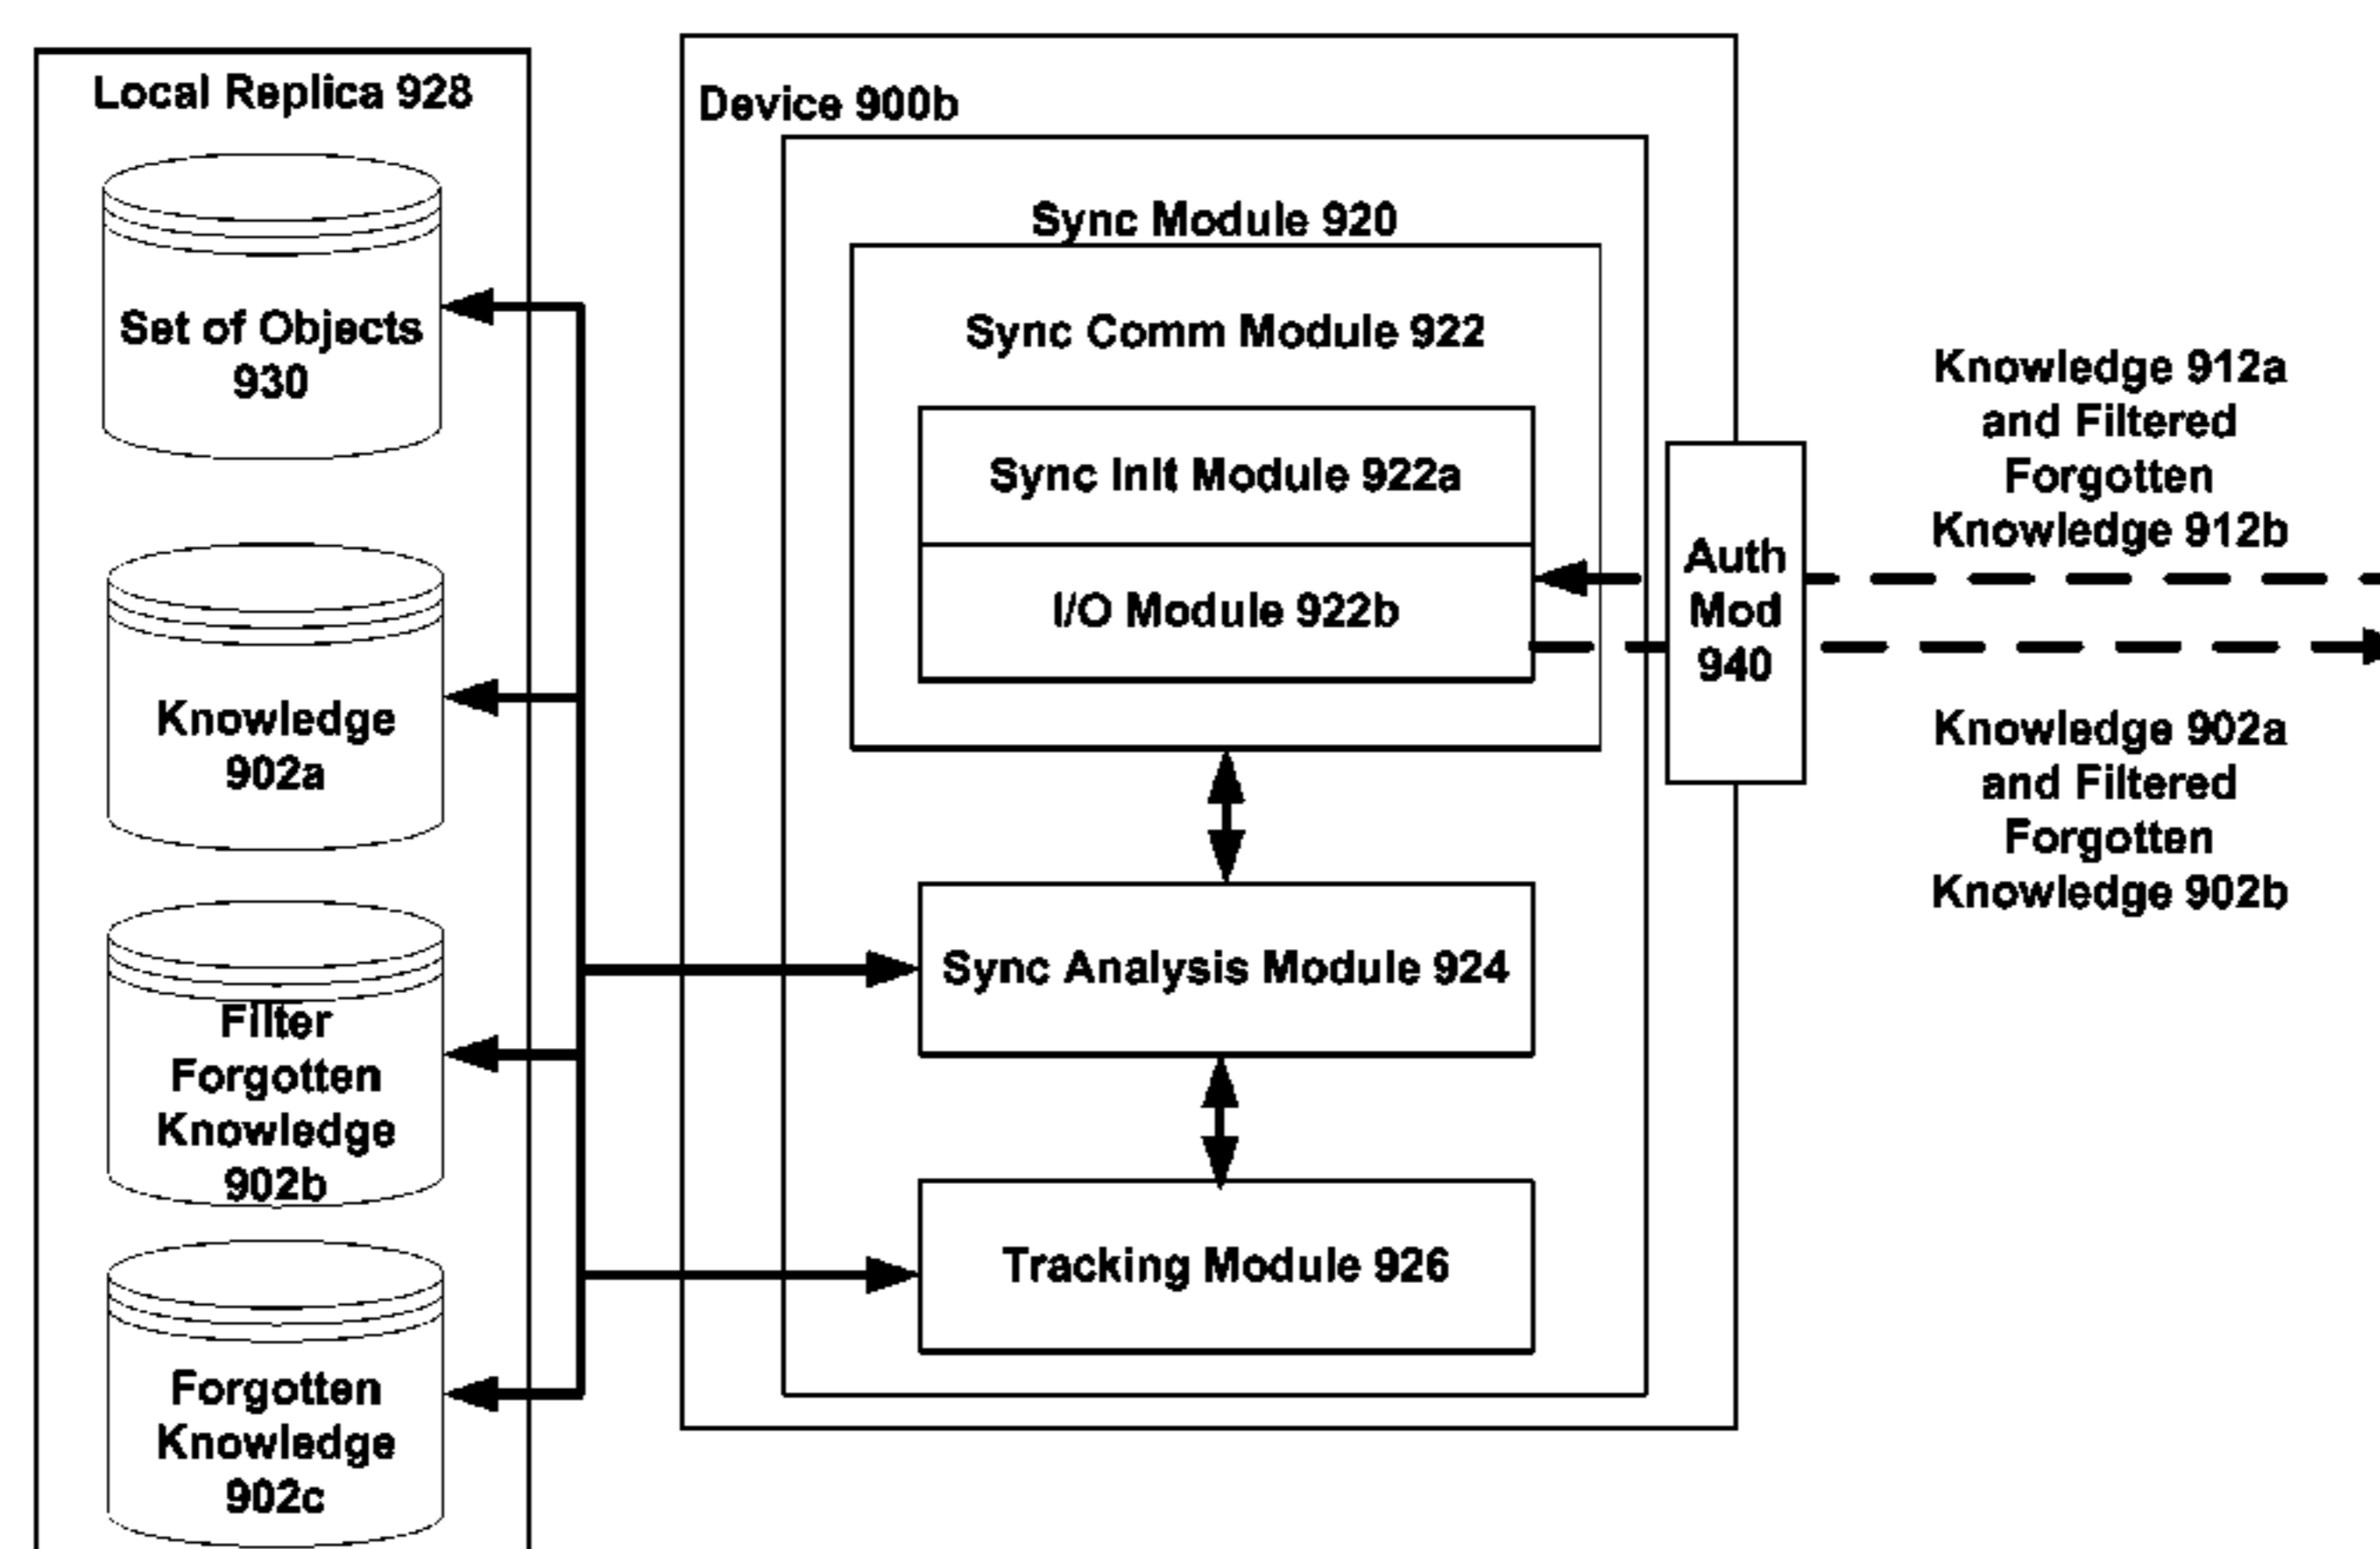 Local Replica 928
Set of Objects
930
Knowledge
902a
Filter
Forgotten
Knowledge
902b
Forgotten
Knowledge
902c
Device 900b
Sync Module 920
Sync Comm Module 922
Sync Init Module 922a
I/O Module 922b
Sync Analysis Module 924
Tracking Module 926
Auth
Mod
940
Knowledge 912a
and Filtered
Forgotten
Knowledge 912b
Knowledge 902a
and Filtered
Forgotten
Knowledge 902b